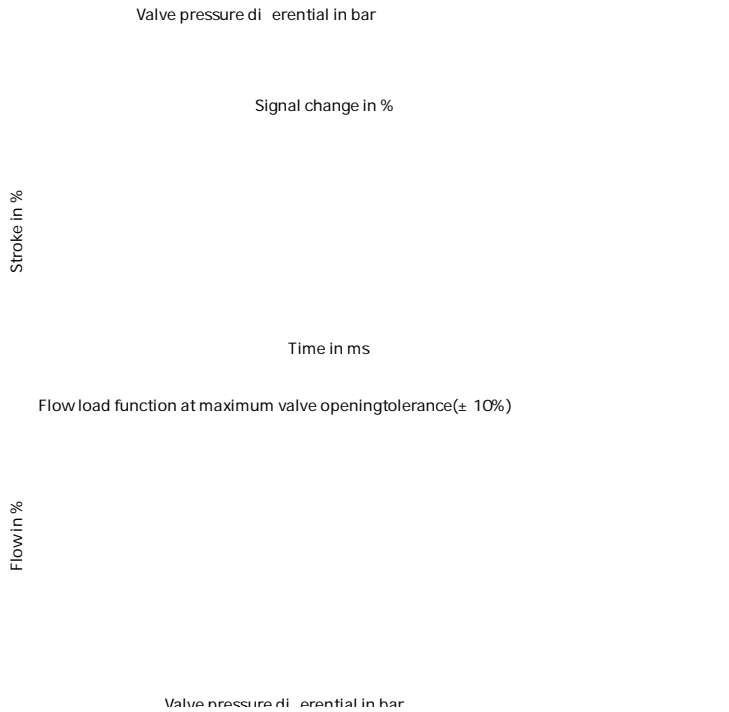 Valve pressure di erential in bar
Signal change in %
Stroke in %
Time in ms
Flow load function at maximum valve openingtolerance(± 10%)
Flow in %
Valve pressure di erential in bar